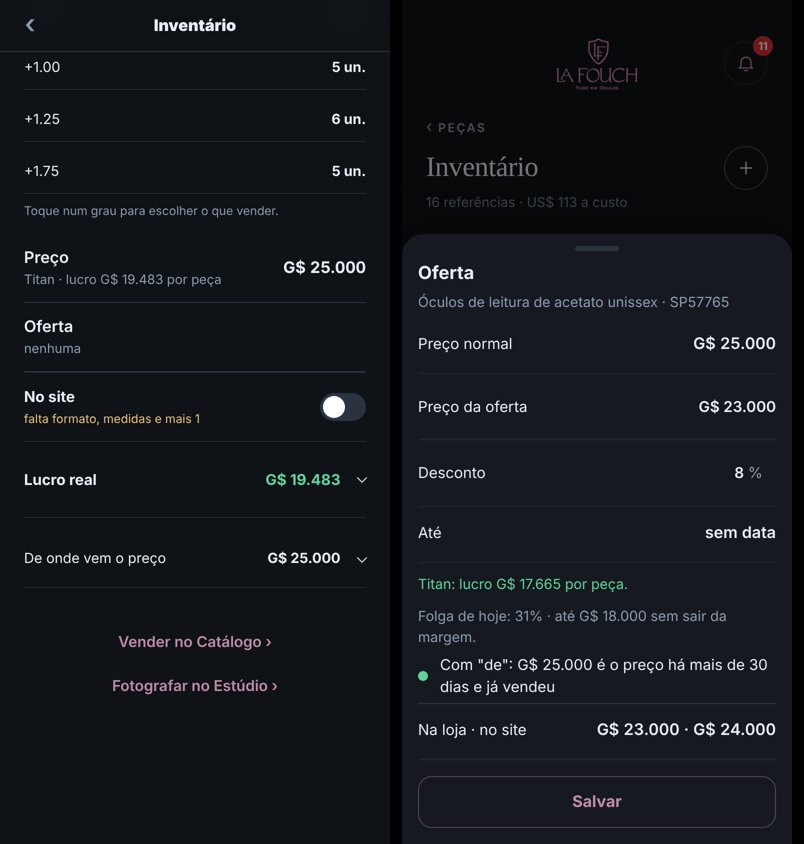 Inventário
+1.00
5 un.
+1.25
6 un.
+1.75
5 un.
Toque num grau para escolher o que vender.
Preço
Titan · lucro G$ 19.483 por peça
G$ 25.000
Oferta
nenhuma
No site
falta formato, medidas e mais 1
Lucro real
G$ 19.483
De onde vem o preço
G$ 25.000
Vender no Catálogo ›
Fotografar no Estúdio ›
LA FOUCH
Tudo em Óculos
11
‹ PEÇAS
Inventário
16 referências · US$ 113 a custo
Oferta
Óculos de leitura de acetato unissex · SP57765
Preço normal
G$ 25.000
Preço da oferta
G$ 23.000
Desconto
8 %
Até
sem data
Titan: lucro G$ 17.665 por peça.
Folga de hoje: 31% · até G$ 18.000 sem sair da
margem.
Com "de": G$ 25.000 é o preço há mais de 30
dias e já vendeu
Na loja · no site
G$ 23.000 · G$ 24.000
Salvar